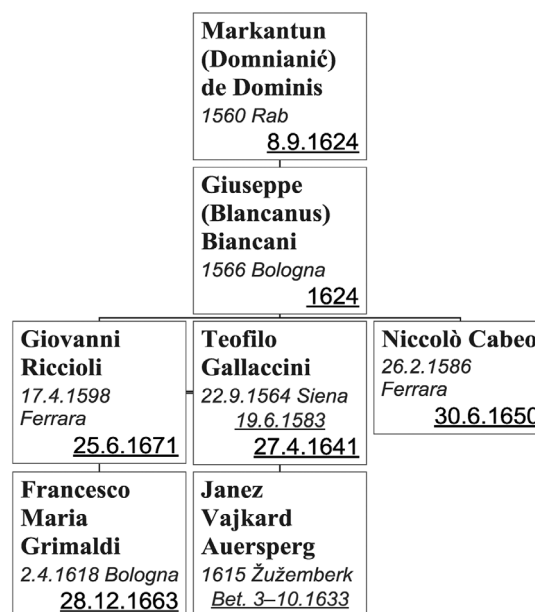 Markantun
(Domnianić)
de Dominis
1560 Rab
8.9.1624
Giuseppe
(Blancanus)
Biancani
1566 Bologna
1624
Giovanni
Riccioli
17.4.1598
Ferrara
25.6.1671
Teofilo
Gallaccini
22.9.1564 Siena
19.6.1583
27.4.1641
Niccolò Cabeo
26.2.1586
Ferrara
30.6.1650
Francesco
Maria
Grimaldi
2.4.1618 Bologna
28.12.1663
Janez
Vajkard
Auersperg
1615 Žužemberk
Bet. 3–10.1633